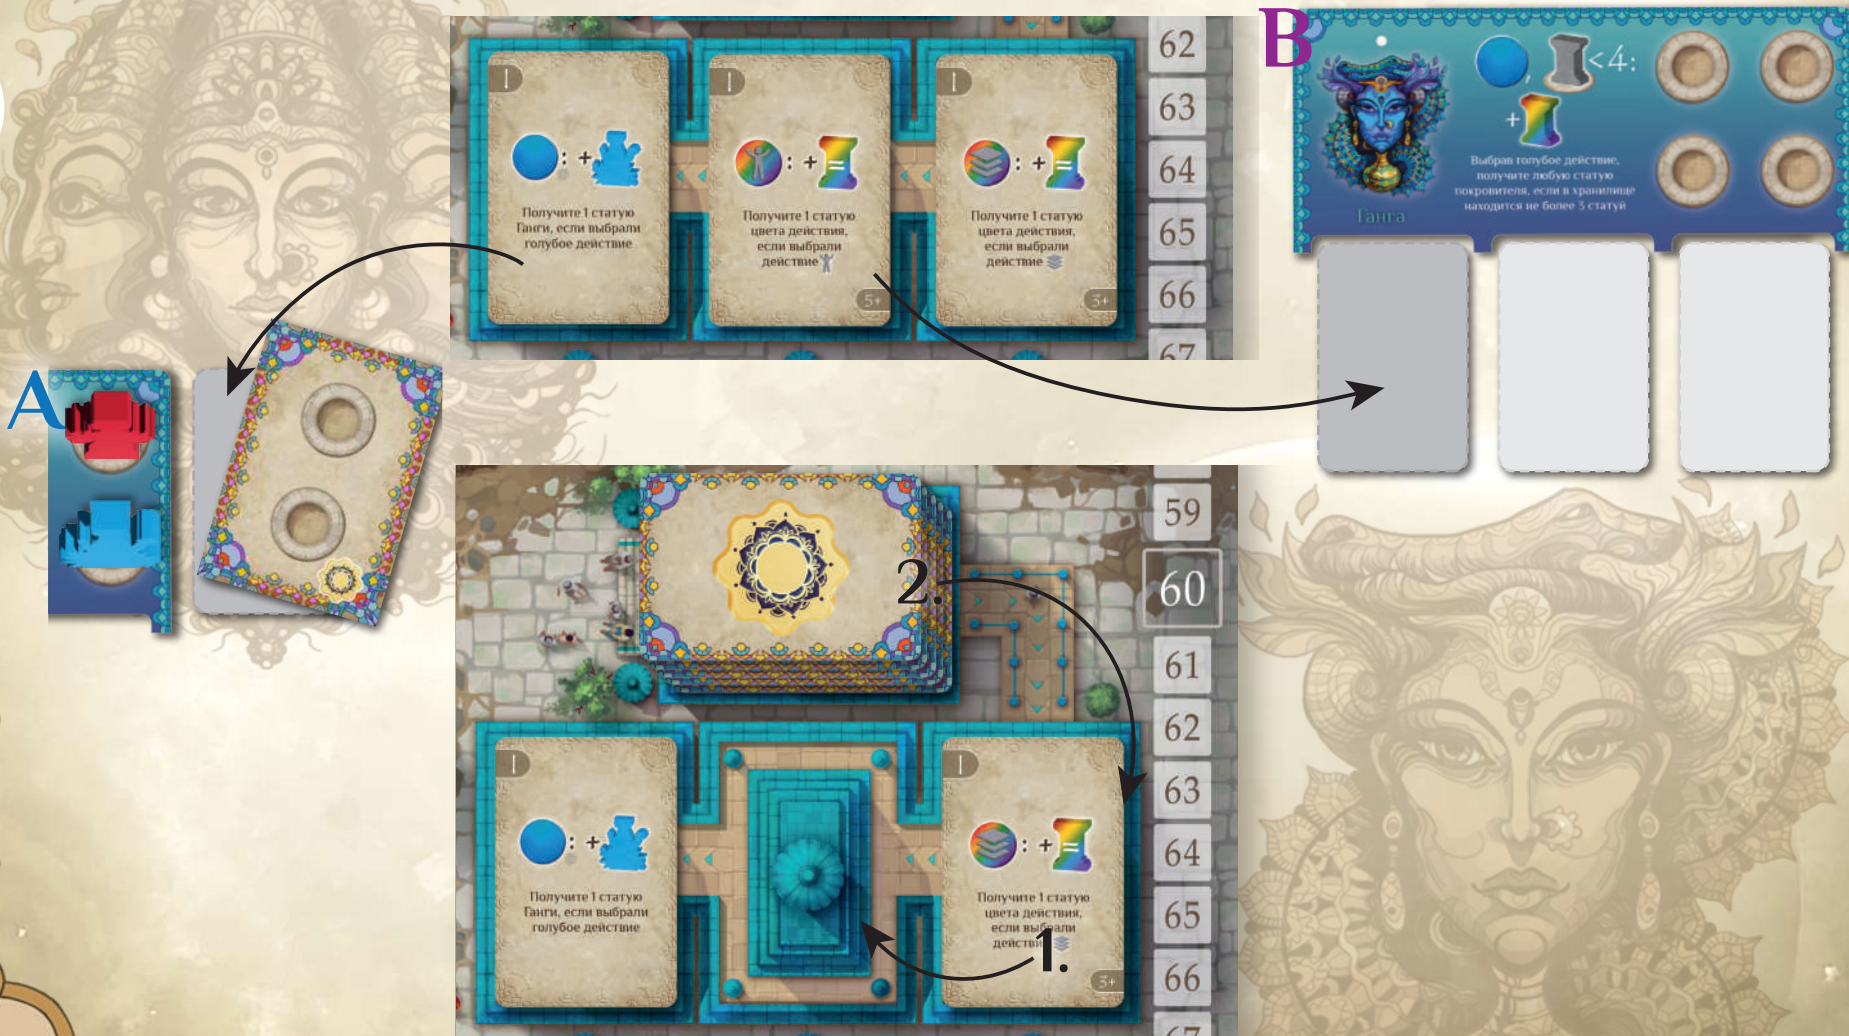 I
:
+
Получите 1 статую
Ганги, если выбрали
голубое действие
I
:
+
=
Получите 1 статую
цвета действия,
если выбрали
действие
5+
I
:
+
=
Получите 1 статую
цвета действия,
если выбрали
действие
3+
62
63
64
65
66
67
B
, <4:
+
Выбрав голубое действие,
получите любую статую
покровителя, если в хранилище
находится не более 3 статуй
Ганга
A
2.
59
60
61
62
63
64
65
66
67
I
:
+
Получите 1 статую
Ганги, если выбрали
голубое действие
I
:
+
=
Получите 1 статую
цвета действия,
если выбрали
действи
1.
3+